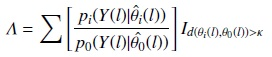 Λ = ∑ [ p_i(Y(l)|θ̂_i(l)) / p_0(Y(l)|θ̂_0(l)) ] I_{d(θ_i(l),θ_0(l))>κ}